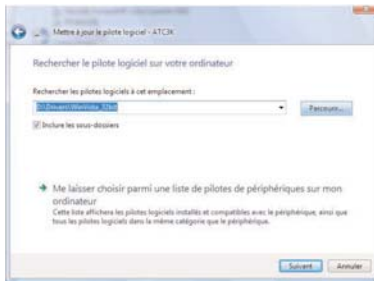 Mettre à jour le pilote logiciel - ATC3K
Rechercher le pilote logiciel sur votre ordinateur
Rechercher les pilotes logiciels à cet emplacement :
D:\Drivers\WinVista_32bit
Parcourir...
Inclure les sous-dossiers
Me laisser choisir parmi une liste de pilotes de périphériques sur mon
ordinateur
Cette liste affichera les pilotes logiciels installés et compatibles avec le périphérique, ainsi que
tous les pilotes logiciels dans la même catégorie que le périphérique.
Suivant Annuler